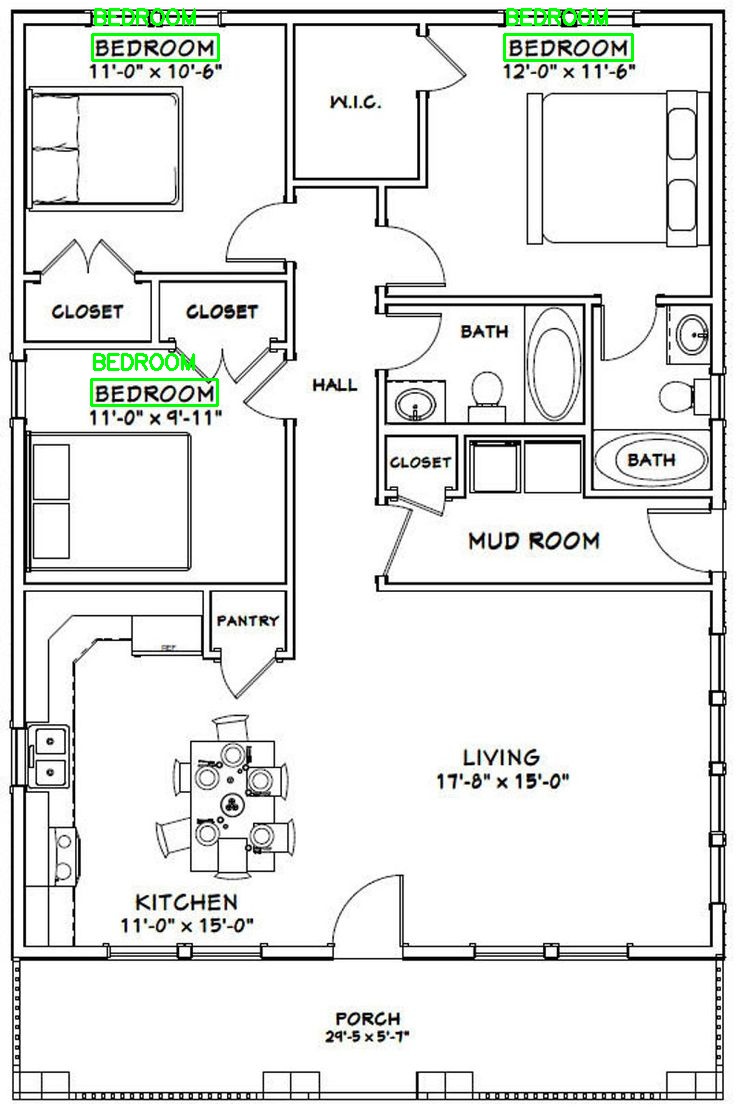 BEDROOM
BEDROOM
11'-0" x 10'-6"
BEDROOM
BEDROOM
12'-0" x 11'-6"
W.I.C.
CLOSET
CLOSET
BATH
BEDROOM
BEDROOM
11'-0" x 9'-11"
HALL
CLOSET
BATH
MUD ROOM
PANTRY
REF
LIVING
17'-8" x 15'-0"
KITCHEN
11'-0" x 15'-0"
PORCH
29'-5 x 5'-7"